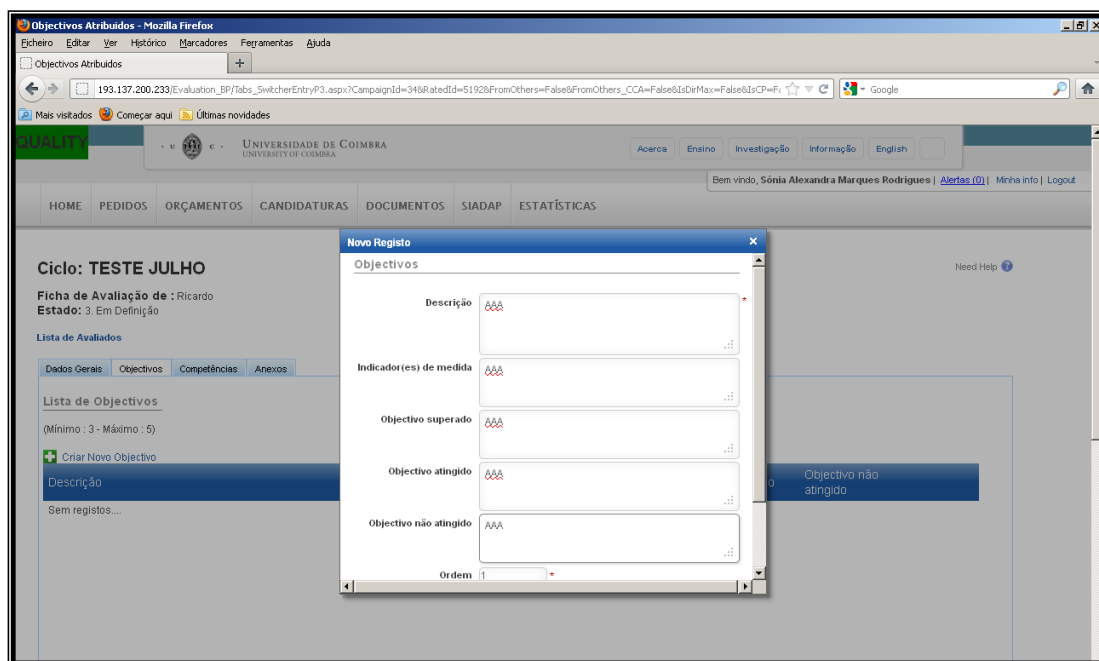 Objectivos Atribuidos - Mozilla Firefox
Ficheiro Editar Ver Histórico Marcadores Ferramentas Ajuda
Objectivos Atribuidos
193.137.200.233/Evaluation_BP/Tabs_SwitcherEntryP3.aspx?CampaignId=34&RatedId=5192&FromOthers=False&FromOthers_CCA=False&IsDirMax=False&IsCP=F Google
Mais visitados Começar aqui Últimas novidades
QUALITY · U C · UNIVERSIDADE DE COIMBRA
UNIVERSITY OF COIMBRA
Acerca Ensino Investigação Informação English
Bem vindo, Sónia Alexandra Marques Rodrigues | Alertas (0) | Minha info | Logout
HOME PEDIDOS ORÇAMENTOS CANDIDATURAS DOCUMENTOS SIADAP ESTATÍSTICAS
Novo Registo
Ciclo: TESTE JULHO
Need Help ?
Ficha de Avaliação de : Ricardo
Estado: 3. Em Definição
Lista de Avaliados
Dados Gerais Objectivos Competências Anexos
Lista de Objectivos
(Mínimo : 3 - Máximo : 5)
Criar Novo Objectivo
Descrição
Sem registos....
Objectivos
Descrição AAA *
Indicador(es) de medida AAA
Objectivo superado AAA
Objectivo atingido AAA
Objectivo não atingido AAA
Ordem 1 *
o Objectivo não
atingido